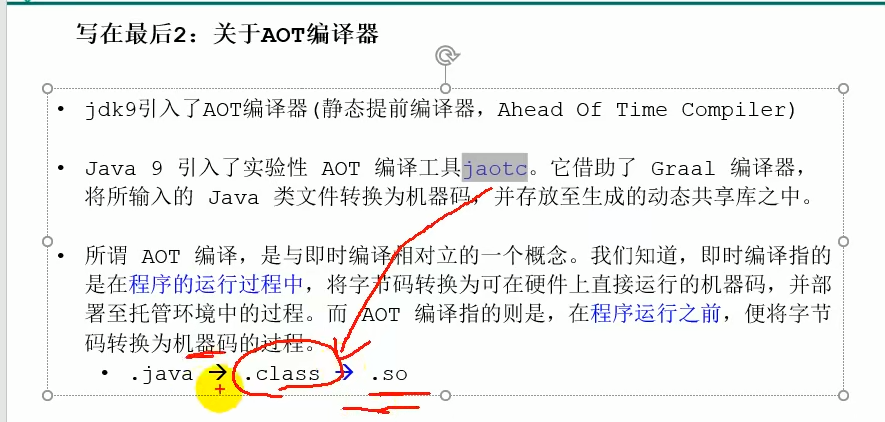 写在最后2：关于AOT编译器
• jdk9引入了AOT编译器(静态提前编译器，Ahead Of Time Compiler)
• Java 9 引入了实验性 AOT 编译工具jaotc。它借助了 Graal 编译器，
将所输入的 Java 类文件转换为机器码，并存放至生成的动态共享库之中。
• 所谓 AOT 编译，是与即时编译相对立的一个概念。我们知道，即时编译指的
是在程序的运行过程中，将字节码转换为可在硬件上直接运行的机器码，并部
署至托管环境中的过程。而 AOT 编译指的则是，在程序运行之前，便将字节
码转换为机器码的过程。
• .java → .class → .so